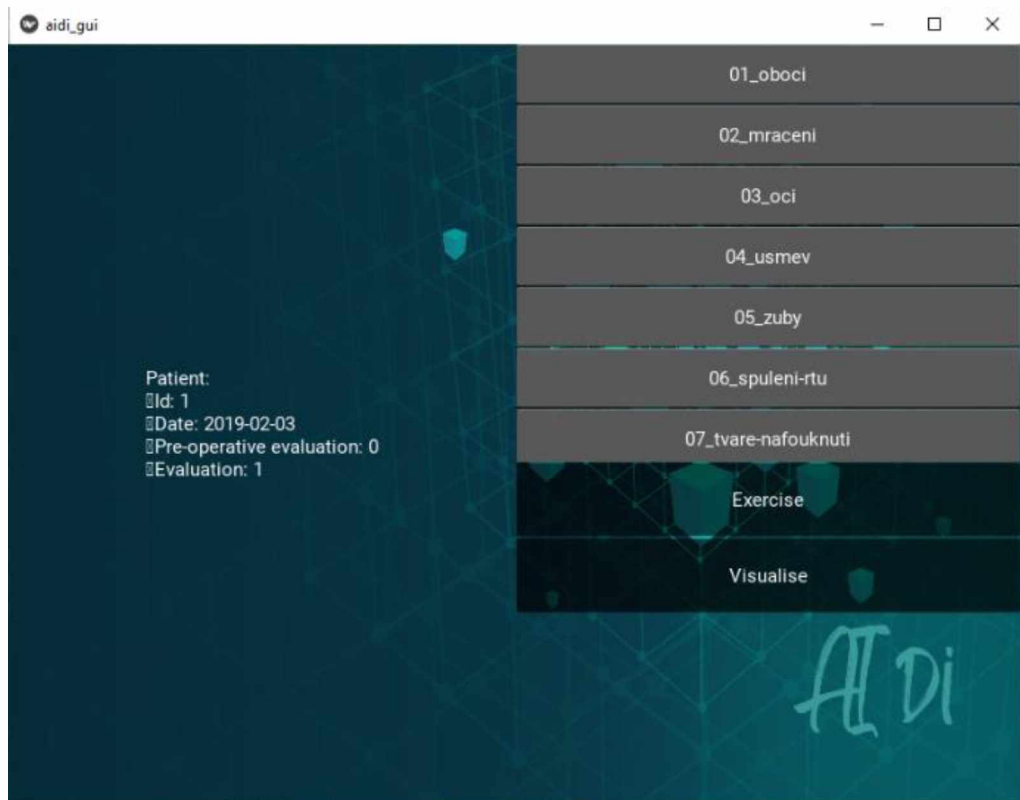 aidi_gui
01_oboci
02_mraceni
03_oci
04_usmev
05_zuby
06_spuleni-rtu
07_tvare-nafouknuti
Exercise
Visualise
Patient:
Id: 1
Date: 2019-02-03
Pre-operative evaluation: 0
Evaluation: 1
AI Di